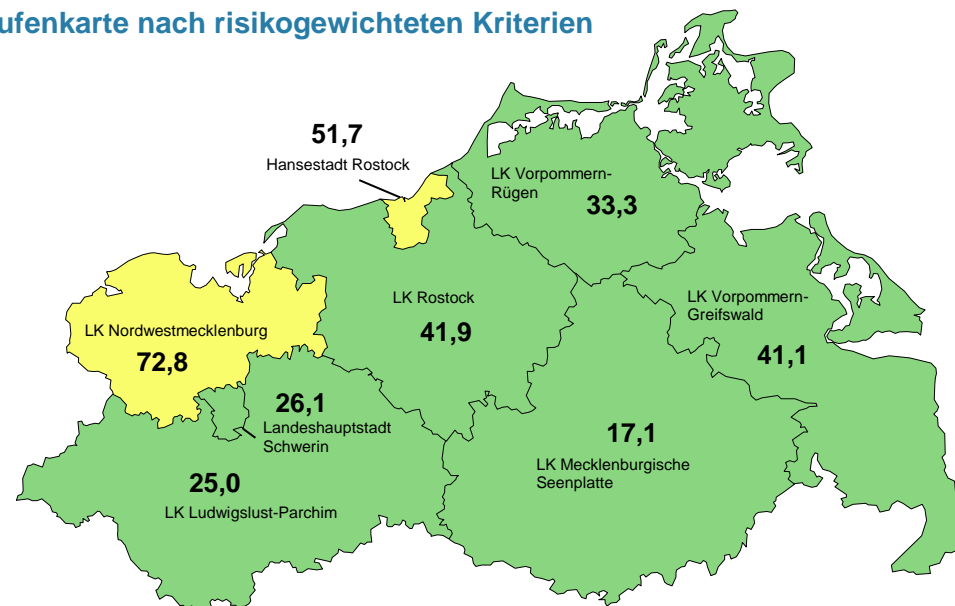 ufenkarte nach risikogewichteten Kriterien
51,7
Hansestadt Rostock
LK Vorpommern-
Rügen
33,3
LK Rostock
41,9
LK Vorpommern-
Greifswald
41,1
LK Nordwestmecklenburg
72,8
26,1
Landeshauptstadt
Schwerin
17,1
LK Mecklenburgische
Seenplatte
25,0
LK Ludwigslust-Parchim